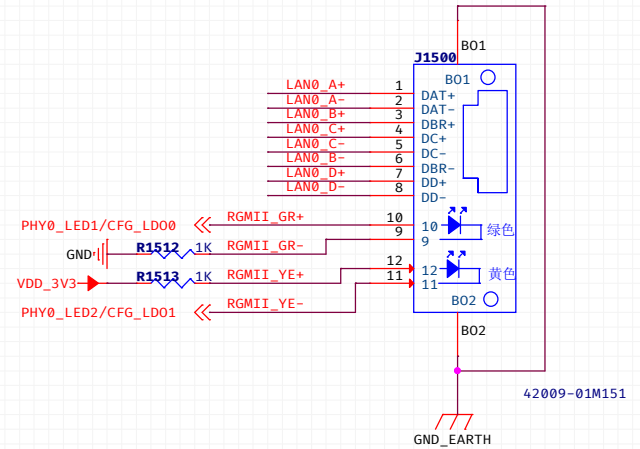 BO1
J1500
BO1
LAN0_A+ 1 DAT+
LAN0_A- 2 DAT-
LAN0_B+ 3 DBR+
LAN0_C+ 4 DC+
LAN0_C- 5 DC-
LAN0_B- 6 DBR-
LAN0_D+ 7 DD+
LAN0_D- 8 DD-
PHY0_LED1/CFG_LDO0 RGMII_GR+ 10 10 绿色
GND R1512 1K RGMII_GR- 9 9
VDD_3V3 R1513 1K RGMII_YE+ 12 12 黄色
PHY0_LED2/CFG_LDO1 RGMII_YE- 11 11
BO2
BO2
42009-01M151
GND_EARTH